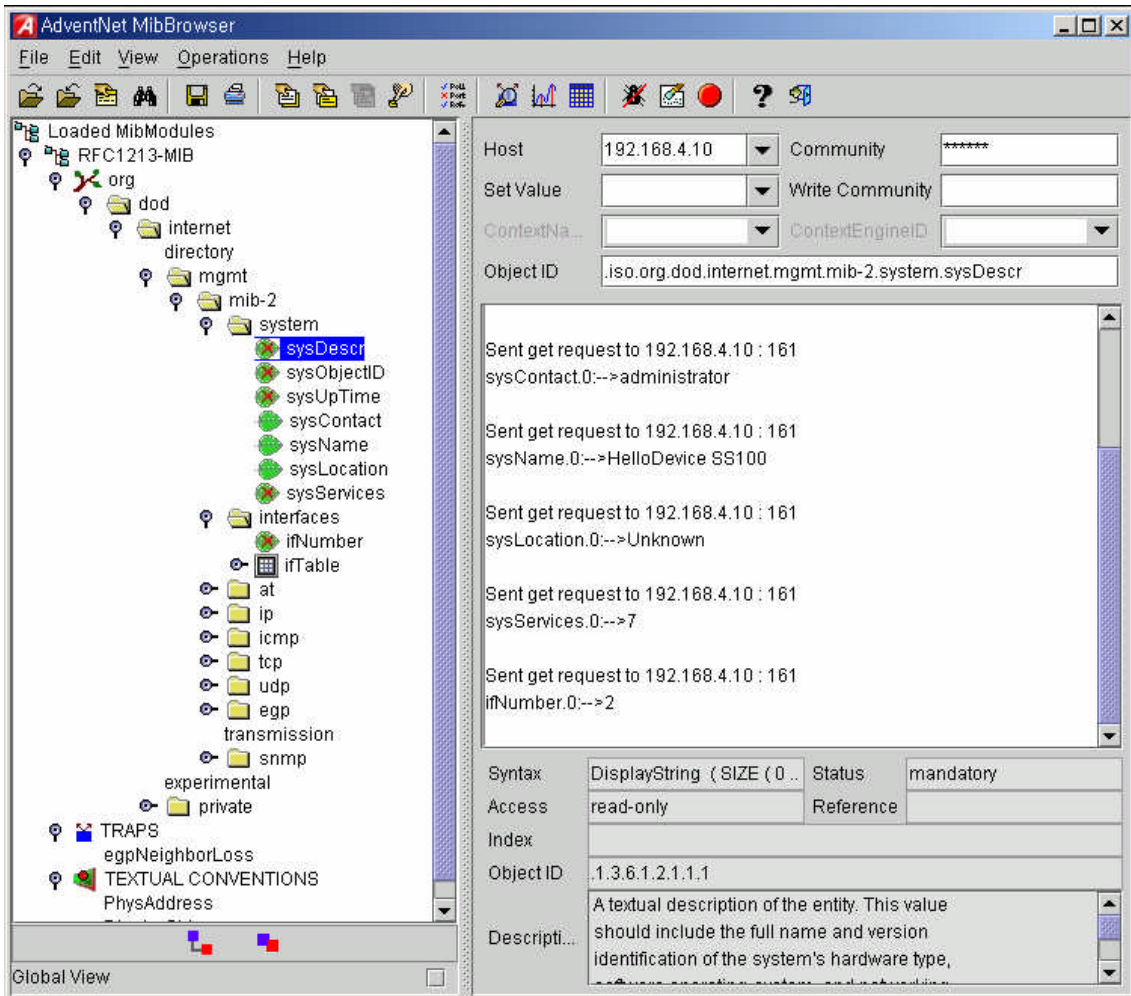 AdventNet MibBrowser
File Edit View Operations Help
Loaded MibModules
RFC1213-MIB
org
dod
internet
directory
mgmt
mib-2
system
sysDescr
sysObjectID
sysUpTime
sysContact
sysName
sysLocation
sysServices
interfaces
ifNumber
ifTable
at
ip
icmp
tcp
udp
egp
transmission
snmp
experimental
private
TRAPS
egpNeighborLoss
TEXTUAL CONVENTIONS
PhysAddress
Global View
Host 192.168.4.10 Community ******
Set Value Write Community
ContextNa... ContextEngineID
Object ID .iso.org.dod.internet.mgmt.mib-2.system.sysDescr
Sent get request to 192.168.4.10 : 161
sysContact.0:-->administrator
Sent get request to 192.168.4.10 : 161
sysName.0:-->HelloDevice SS100
Sent get request to 192.168.4.10 : 161
sysLocation.0:-->Unknown
Sent get request to 192.168.4.10 : 161
sysServices.0:-->7
Sent get request to 192.168.4.10 : 161
ifNumber.0:-->2
Syntax DisplayString ( SIZE ( 0 .. Status mandatory
Access read-only Reference
Index
Object ID .1.3.6.1.2.1.1.1
Descripti... A textual description of the entity. This value
should include the full name and version
identification of the system's hardware type,